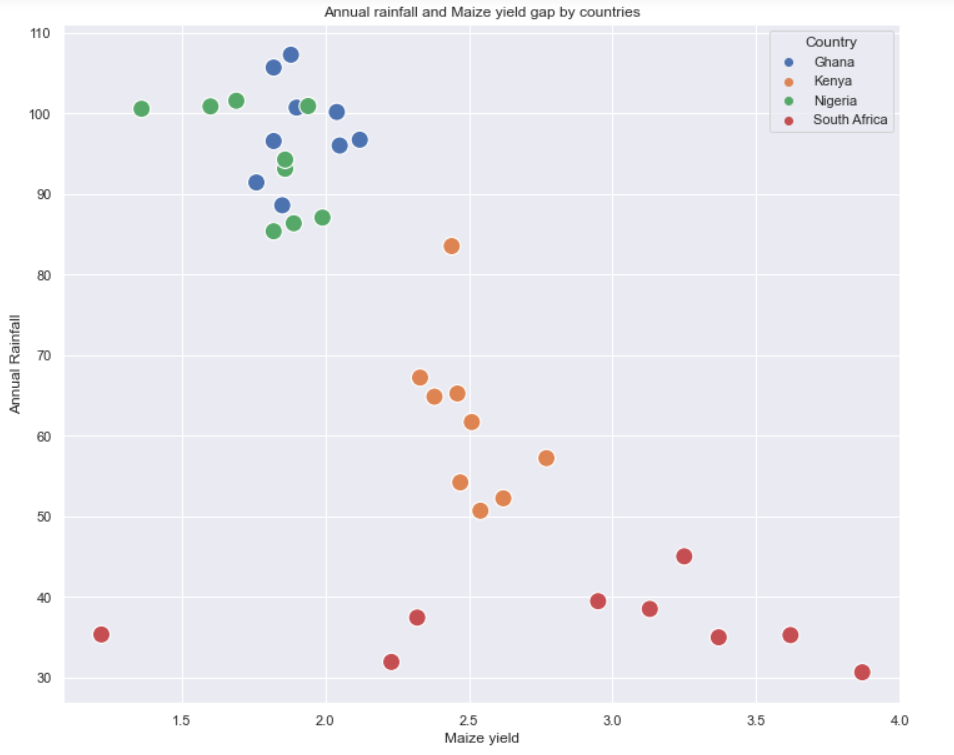 Annual rainfall and Maize yield gap by countries
Country
Ghana
Kenya
Nigeria
South Africa
110
100
90
80
70
60
50
40
30
Annual Rainfall
1.5 2.0 2.5 3.0 3.5 4.0
Maize yield